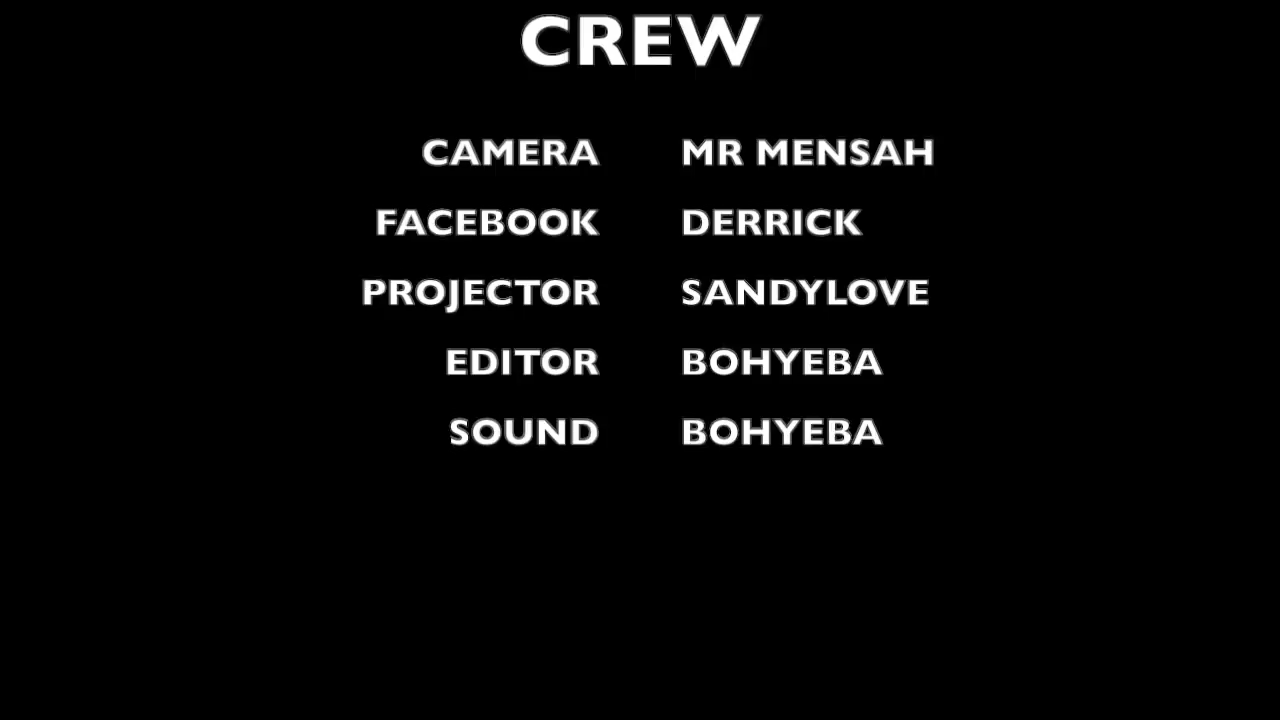 CREW
CAMERA MR MENSAH
FACEBOOK DERRICK
PROJECTOR SANDYLOVE
EDITOR BOHYEBA
SOUND BOHYEBA